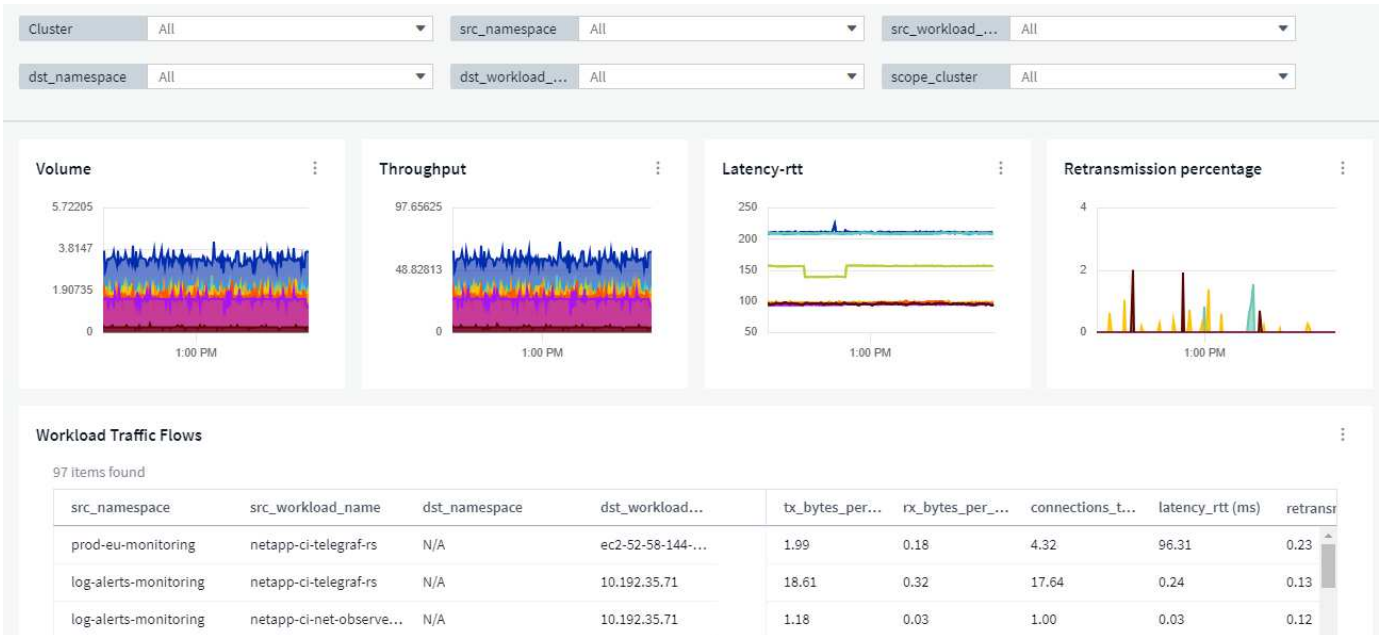 Cluster All src_namespace All src_workload_... All
dst_namespace All dst_workload_... All scope_cluster All
Volume Throughput Latency-rtt Retransmission percentage
5.72205 97.65625 250 4
200
3.8147
48.82813 150 2
1.90735
100
0 0 50 0
1:00 PM 1:00 PM 1:00 PM 1:00 PM
Workload Traffic Flows
97 items found
src_namespace src_workload_name dst_namespace dst_workload... tx_bytes_per... rx_bytes_per_... connections_t... latency_rtt (ms) retransr
prod-eu-monitoring netapp-ci-telegraf-rs N/A ec2-52-58-144-... 1.99 0.18 4.32 96.31 0.23
log-alerts-monitoring netapp-ci-telegraf-rs N/A 10.192.35.71 18.61 0.32 17.64 0.24 0.13
log-alerts-monitoring netapp-ci-net-observe... N/A 10.192.35.71 1.18 0.03 1.00 0.03 0.12